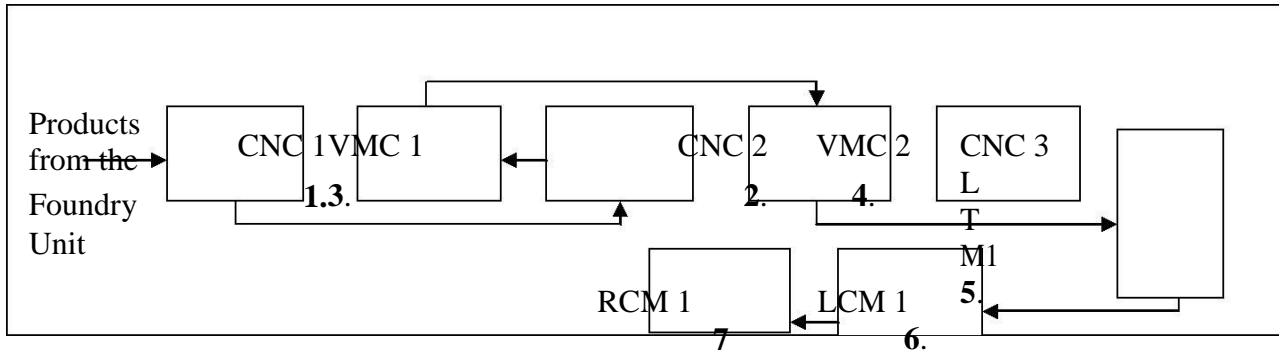 Products
from the
Foundry
Unit
CNC 1VMC 1
1.3.
CNC 2
2.
VMC 2
4.
CNC 3
L
T
M1
5.
RCM 1
7
LCM 1
6.